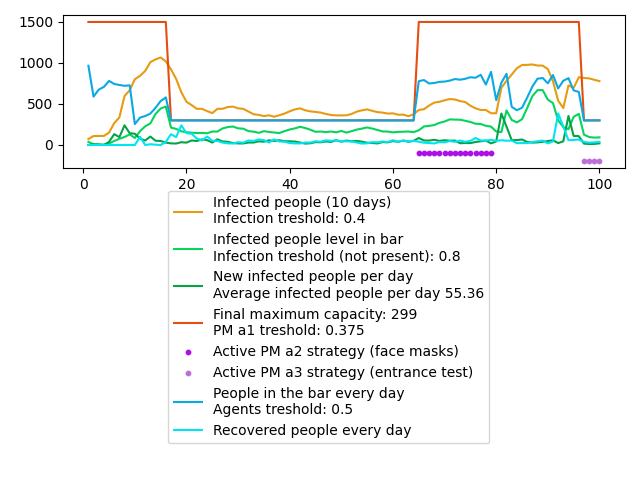 1500
1000
500
0
0 20 40 60 80 100
Infected people (10 days)
Infection treshold: 0.4
Infected people level in bar
Infection treshold (not present): 0.8
New infected people per day
Average infected people per day 55.36
Final maximum capacity: 299
PM a1 treshold: 0.375
Active PM a2 strategy (face masks)
Active PM a3 strategy (entrance test)
People in the bar every day
Agents treshold: 0.5
Recovered people every day